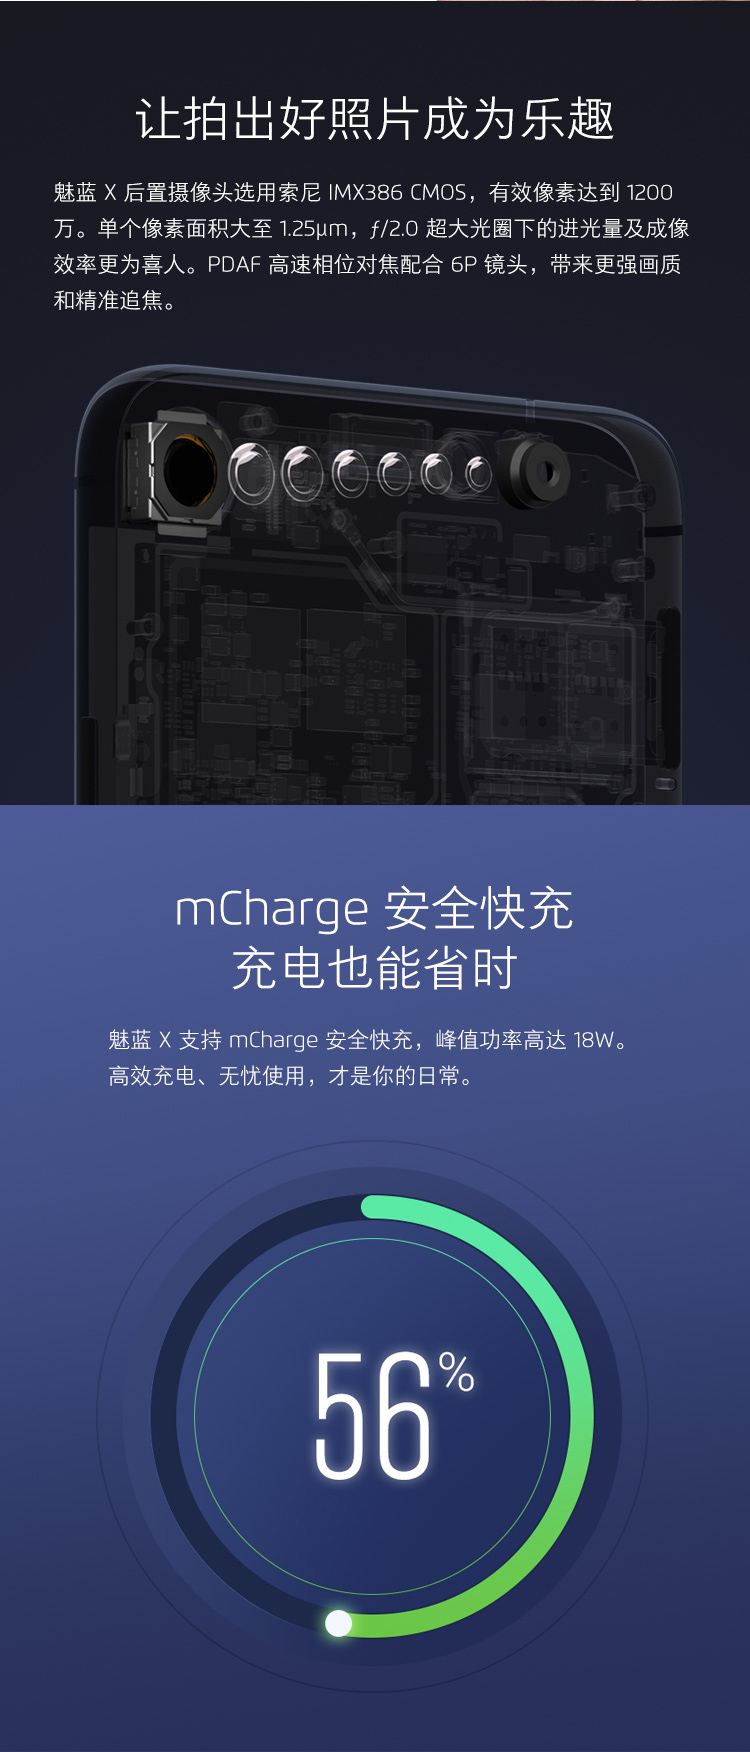 让拍出好照片成为乐趣
魅蓝 X 后置摄像头选用索尼 IMX386 CMOS，有效像素达到 1200
万。单个像素面积大至 1.25μm，ƒ/2.0 超大光圈下的进光量及成像
效率更为喜人。PDAF 高速相位对焦配合 6P 镜头，带来更强画质
和精准追焦。
mCharge 安全快充
充电也能省时
魅蓝 X 支持 mCharge 安全快充，峰值功率高达 18W。
高效充电、无忧使用，才是你的日常。
56%